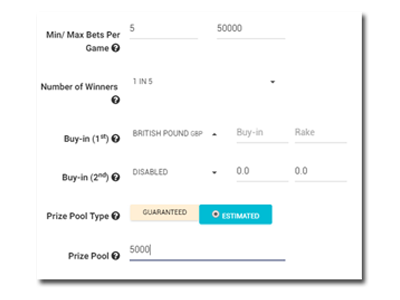 Min/ Max Bets Per Game ? 5 50000
Number of Winners ? 1 IN 5
Buy-in (1st) ? BRITISH POUND GBP Buy-in Rake
Buy-in (2nd) ? DISABLED 0.0 0.0
Prize Pool Type ? GUARANTEED ESTIMATED
Prize Pool ? 5000